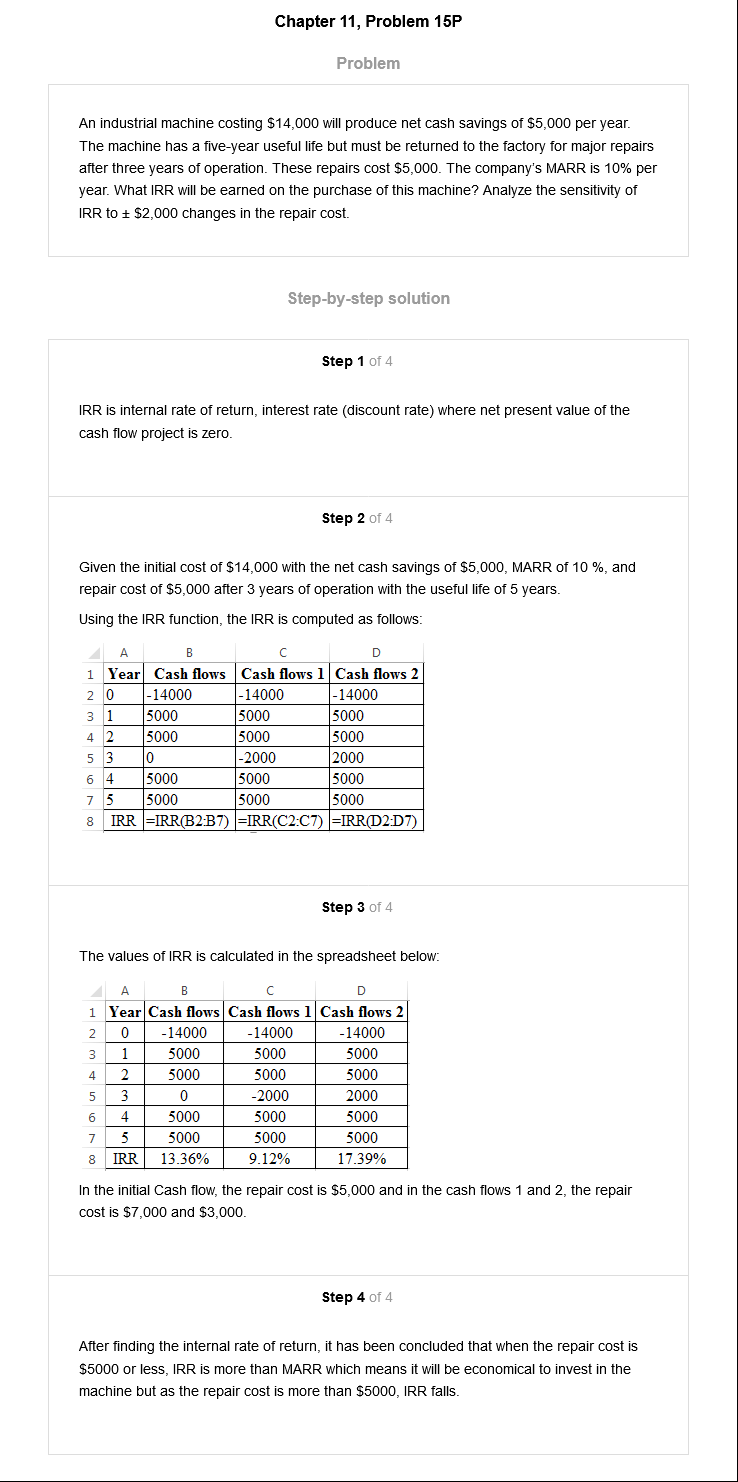 Chapter 11, Problem 15P
Problem
An industrial machine costing $14,000 will produce net cash savings of $5,000 per year.
The machine has a five-year useful life but must be returned to the factory for major repairs
after three years of operation. These repairs cost $5,000. The company's MARR is 10% per
year. What IRR will be earned on the purchase of this machine? Analyze the sensitivity of
IRR to ± $2,000 changes in the repair cost.
Step-by-step solution
Step 1 of 4
IRR is internal rate of return, interest rate (discount rate) where net present value of the
cash flow project is zero.
Step 2 of 4
Given the initial cost of $14,000 with the net cash savings of $5,000, MARR of 10 %, and
repair cost of $5,000 after 3 years of operation with the useful life of 5 years.
Using the IRR function, the IRR is computed as follows:
A B C D
1 Year Cash flows Cash flows 1 Cash flows 2
2 0 -14000 -14000 -14000
3 1 5000 5000 5000
4 2 5000 5000 5000
5 3 0 -2000 2000
6 4 5000 5000 5000
7 5 5000 5000 5000
8 IRR =IRR(B2:B7) =IRR(C2:C7) =IRR(D2:D7)
Step 3 of 4
The values of IRR is calculated in the spreadsheet below:
A B C D
1 Year Cash flows Cash flows 1 Cash flows 2
2 0 -14000 -14000 -14000
3 1 5000 5000 5000
4 2 5000 5000 5000
5 3 0 -2000 2000
6 4 5000 5000 5000
7 5 5000 5000 5000
8 IRR 13.36% 9.12% 17.39%
In the initial Cash flow, the repair cost is $5,000 and in the cash flows 1 and 2, the repair
cost is $7,000 and $3,000.
Step 4 of 4
After finding the internal rate of return, it has been concluded that when the repair cost is
$5000 or less, IRR is more than MARR which means it will be economical to invest in the
machine but as the repair cost is more than $5000, IRR falls.